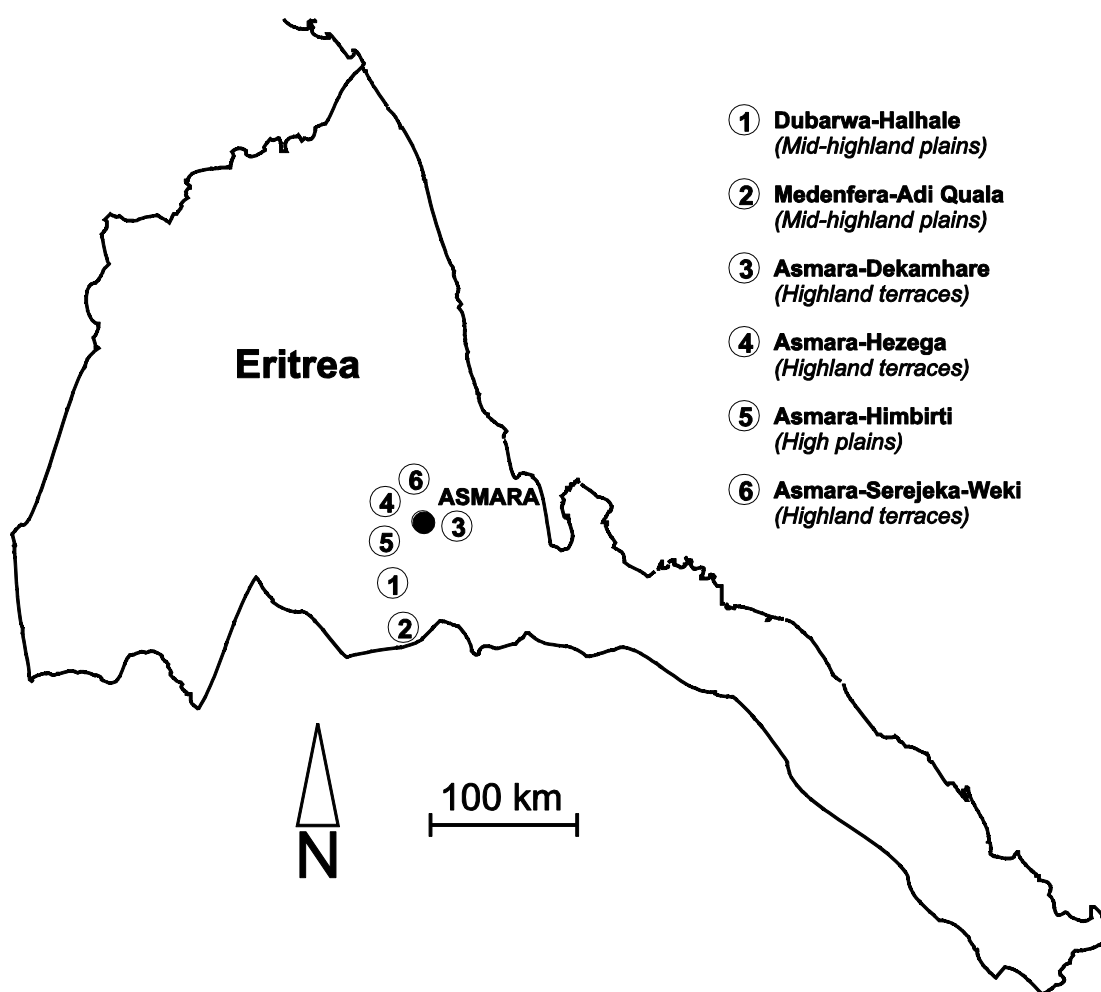 1 Dubarwa-Halhale
(Mid-highland plains)
2 Medenfera-Adi Quala
(Mid-highland plains)
3 Asmara-Dekamhare
(Highland terraces)
4 Asmara-Hezega
(Highland terraces)
5 Asmara-Himbirti
(High plains)
6 Asmara-Serejeka-Weki
(Highland terraces)
Eritrea
6
4 ASMARA
3
5
1
2
100 km
N